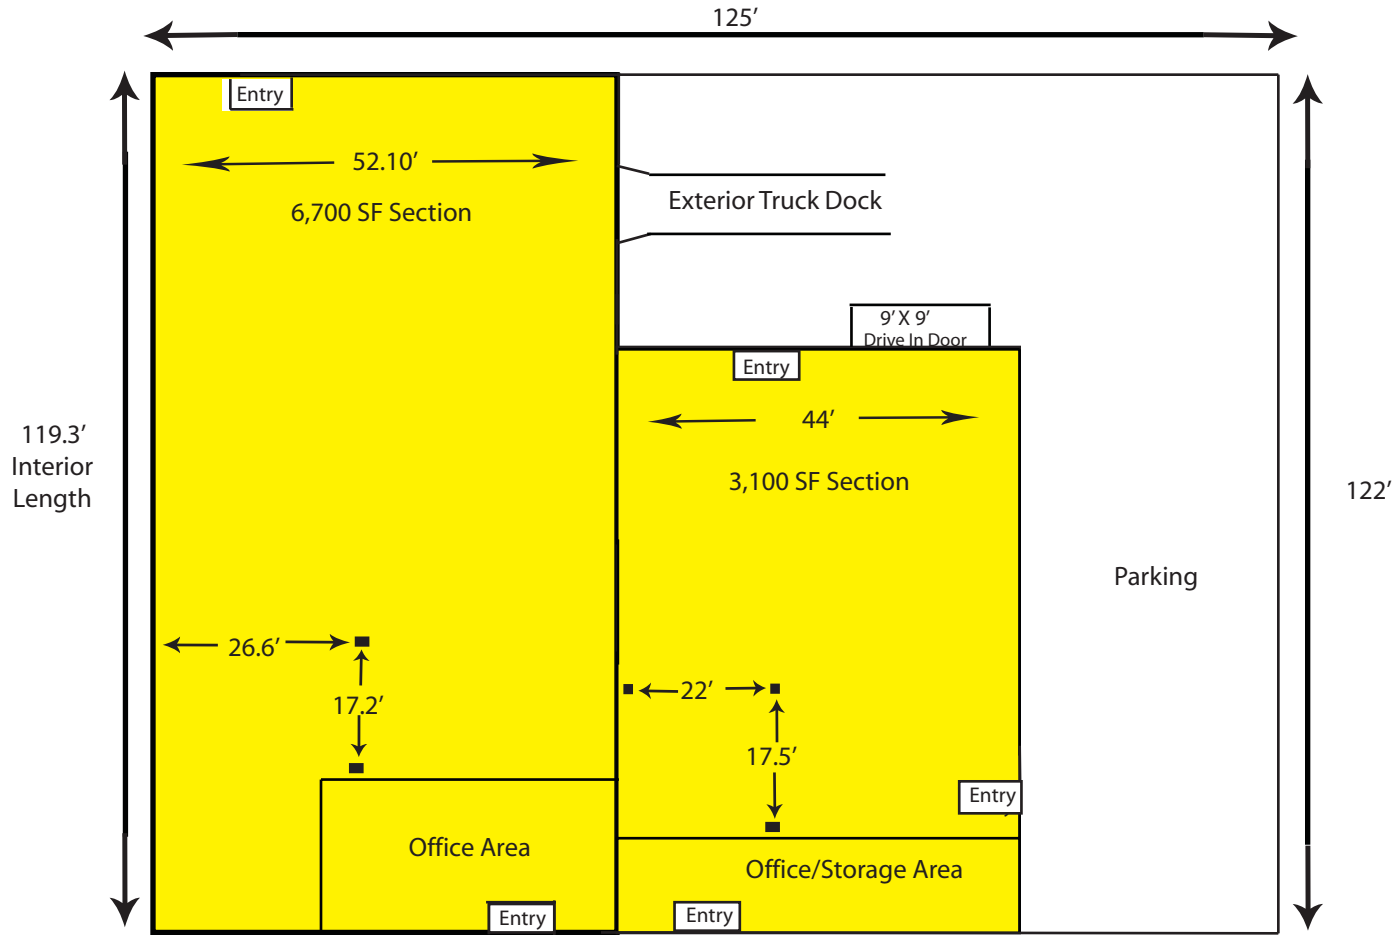 125’
Entry
52.10’
6,700 SF Section
Exterior Truck Dock
9’ X 9’
Drive In Door
Entry
44’
3,100 SF Section
119.3’
Interior
Length
122’
Parking
26.6’
17.2’
22’
17.5’
Entry
Office Area
Office/Storage Area
Entry
Entry